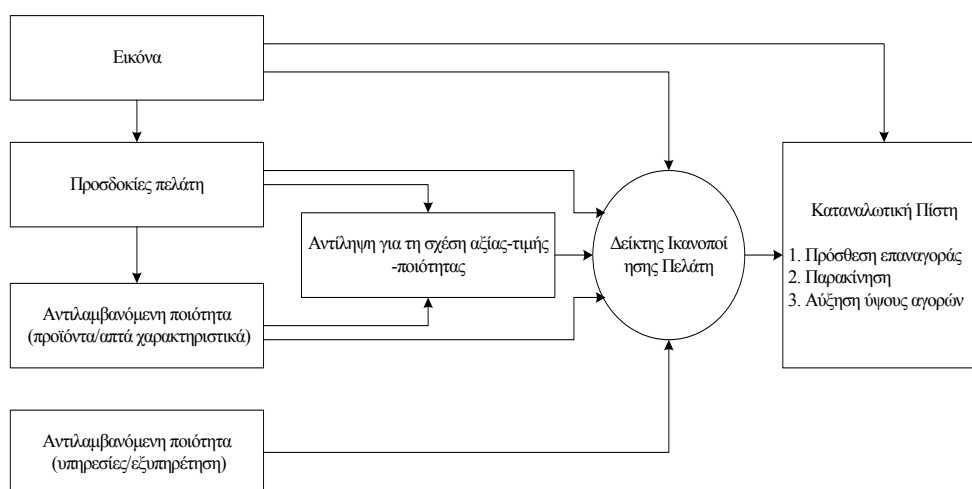 Εικόνα
Προσδοκίες πελάτη
Αντιλαμβανόμενη ποιότητα
(προϊόντα/απτά χαρακτηριστικά)
Αντιλαμβανόμενη ποιότητα
(υπηρεσίες/εξυπηρέτηση)
Αντίληψη για τη σχέση αξίας-τιμής
-ποιότητας
Δείκτης Ικανοποί
ησης Πελάτη
Καταναλωτική Πίστη
1. Πρόσθεση επαναγοράς
2. Παρακίνηση
3. Αύξηση ύψους αγορών